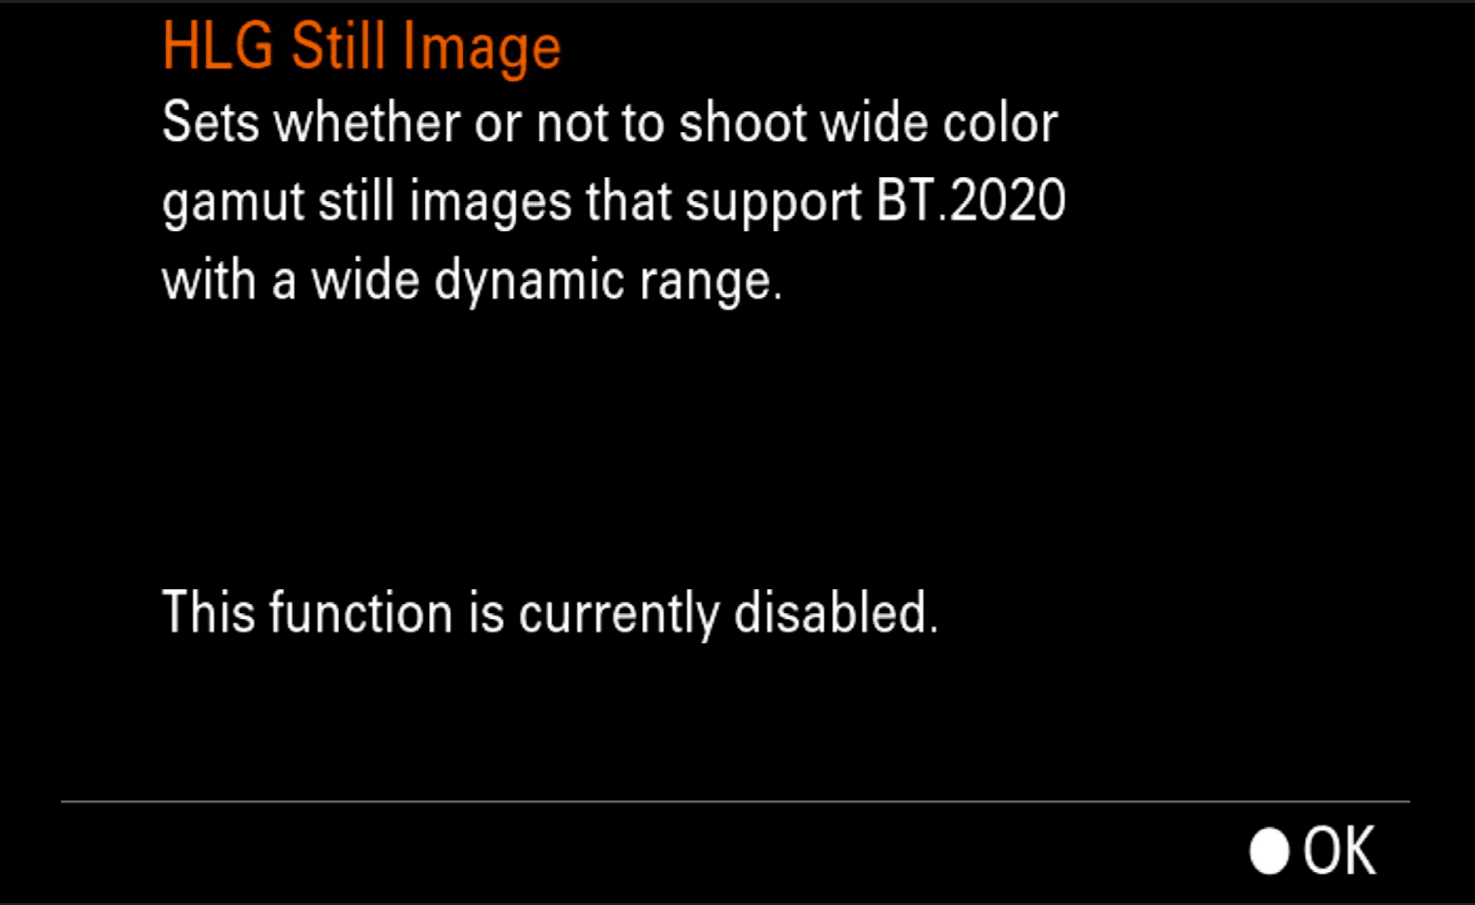 HLG Still Image
Sets whether or not to shoot wide color
gamut still images that support BT.2020
with a wide dynamic range.
This function is currently disabled.
OK